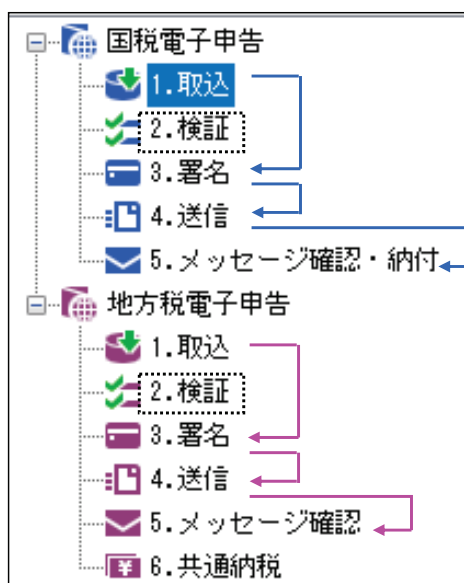 国税電子申告
1.取込
2.検証
3.署名
4.送信
5.メッセージ確認・納付
地方税電子申告
1.取込
2.検証
3.署名
4.送信
5.メッセージ確認
6.共通納税